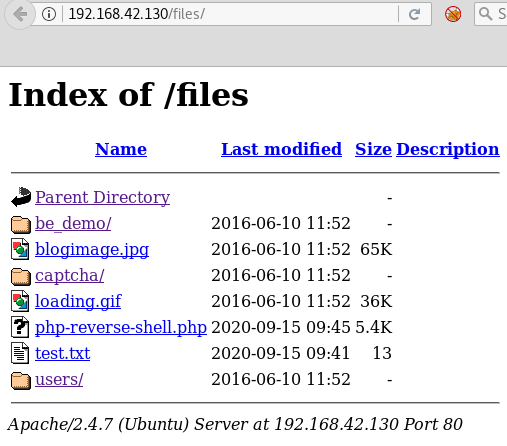 192.168.42.130/files/ S
Index of /files
Name Last modified Size Description
Parent Directory -
be_demo/ 2016-06-10 11:52 -
blogimage.jpg 2016-06-10 11:52 65K
captcha/ 2016-06-10 11:52 -
loading.gif 2016-06-10 11:52 36K
php-reverse-shell.php 2020-09-15 09:45 5.4K
test.txt 2020-09-15 09:41 13
users/ 2016-06-10 11:52 -
Apache/2.4.7 (Ubuntu) Server at 192.168.42.130 Port 80